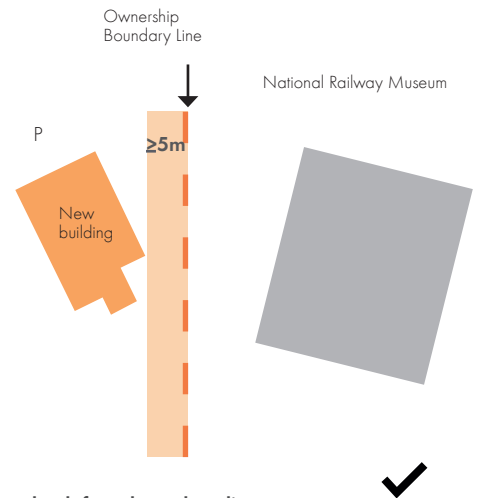 Ownership
Boundary Line
National Railway Museum
P
≥5m
New
building